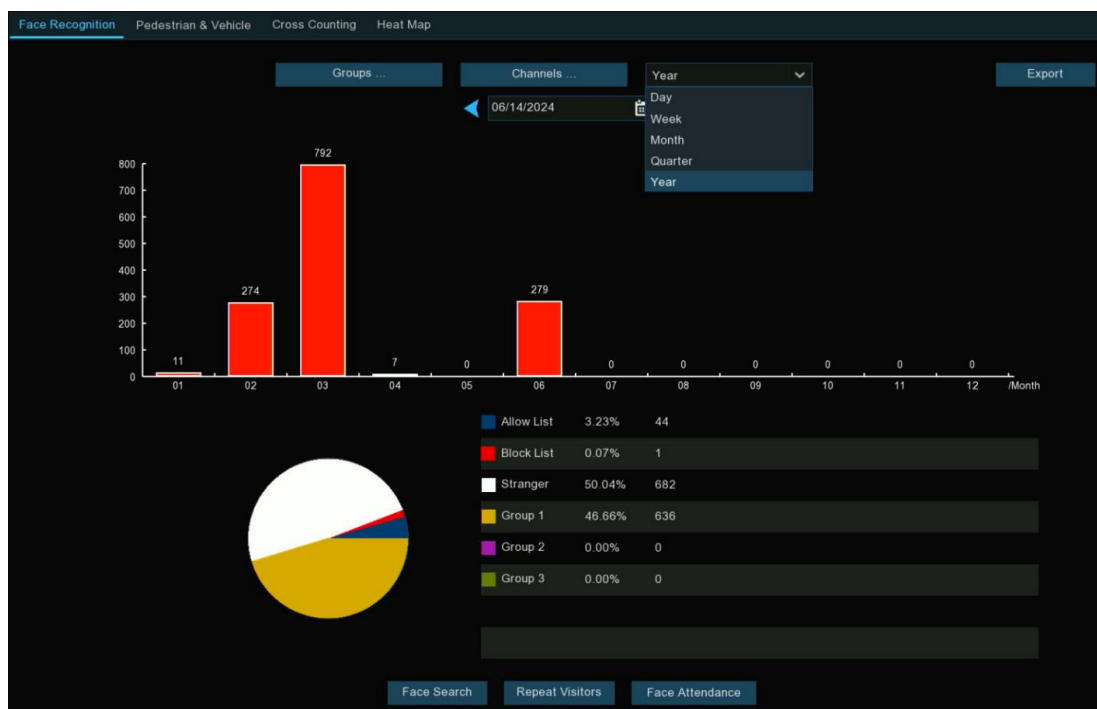 Face Recognition Pedestrian & Vehicle Cross Counting Heat Map
Groups ... Channels ... Year Export
06/14/2024
Day
Week
Month
Quarter
Year
800
700
600
500
400
300
200
100
0
11 274 792 7 0 279 0 0 0 0 0 0
01 02 03 04 05 06 07 08 09 10 11 12 /Month
Allow List 3.23% 44
Block List 0.07% 1
Stranger 50.04% 682
Group 1 46.66% 636
Group 2 0.00% 0
Group 3 0.00% 0
Face Search Repeat Visitors Face Attendance